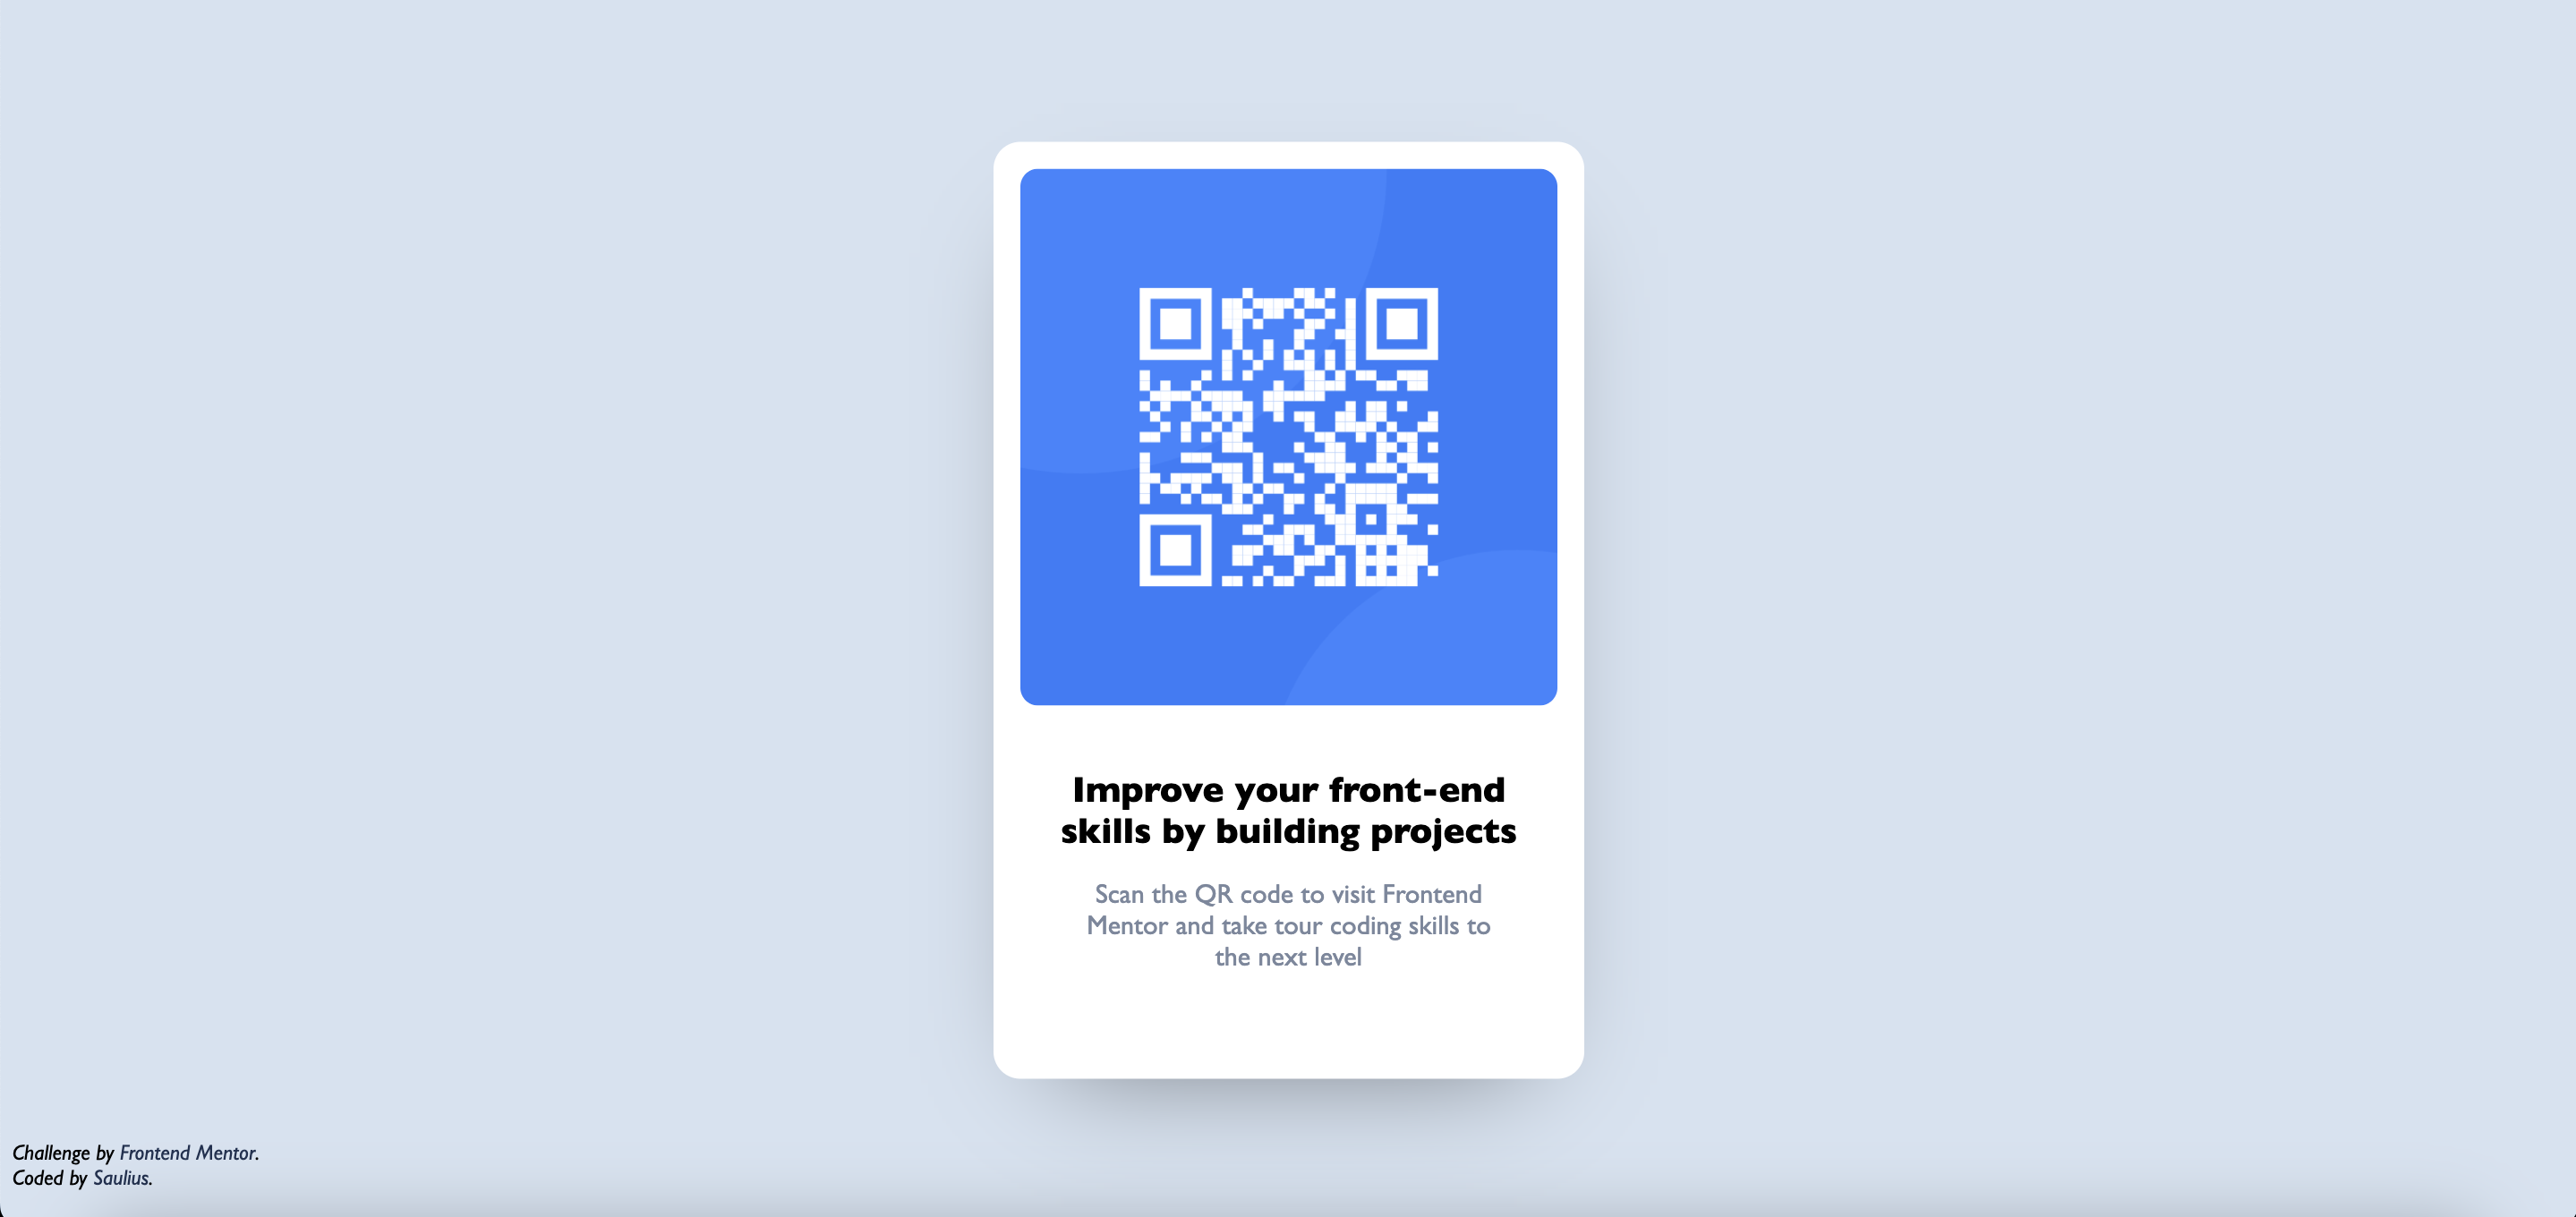 Improve your front-end
skills by building projects
Scan the QR code to visit Frontend
Mentor and take tour coding skills to
the next level
Challenge by Frontend Mentor.
Coded by Saulius.